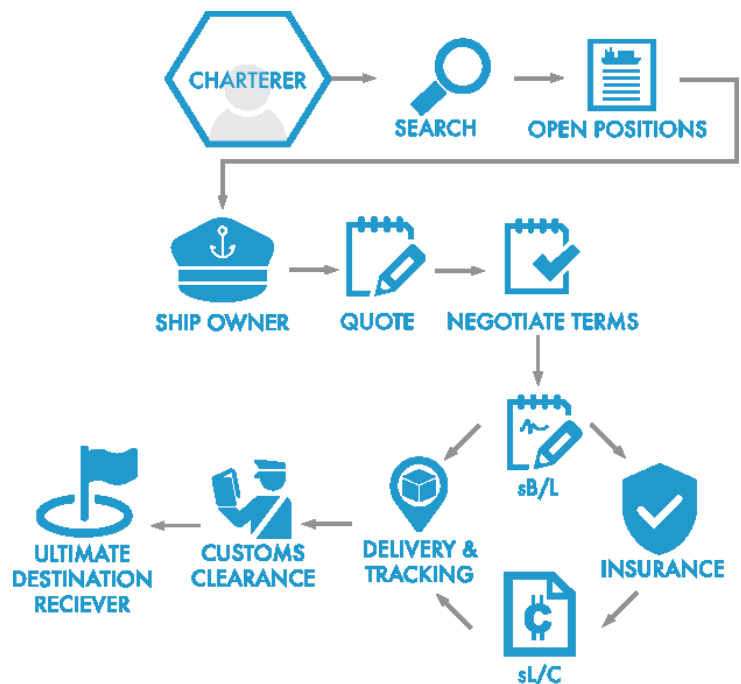 CHARTERER
SEARCH
OPEN POSITIONS
SHIP OWNER
QUOTE
NEGOTIATE TERMS
sB/L
INSURANCE
sL/C
DELIVERY &
TRACKING
CUSTOMS
CLEARANCE
ULTIMATE
DESTINATION
RECIEVER